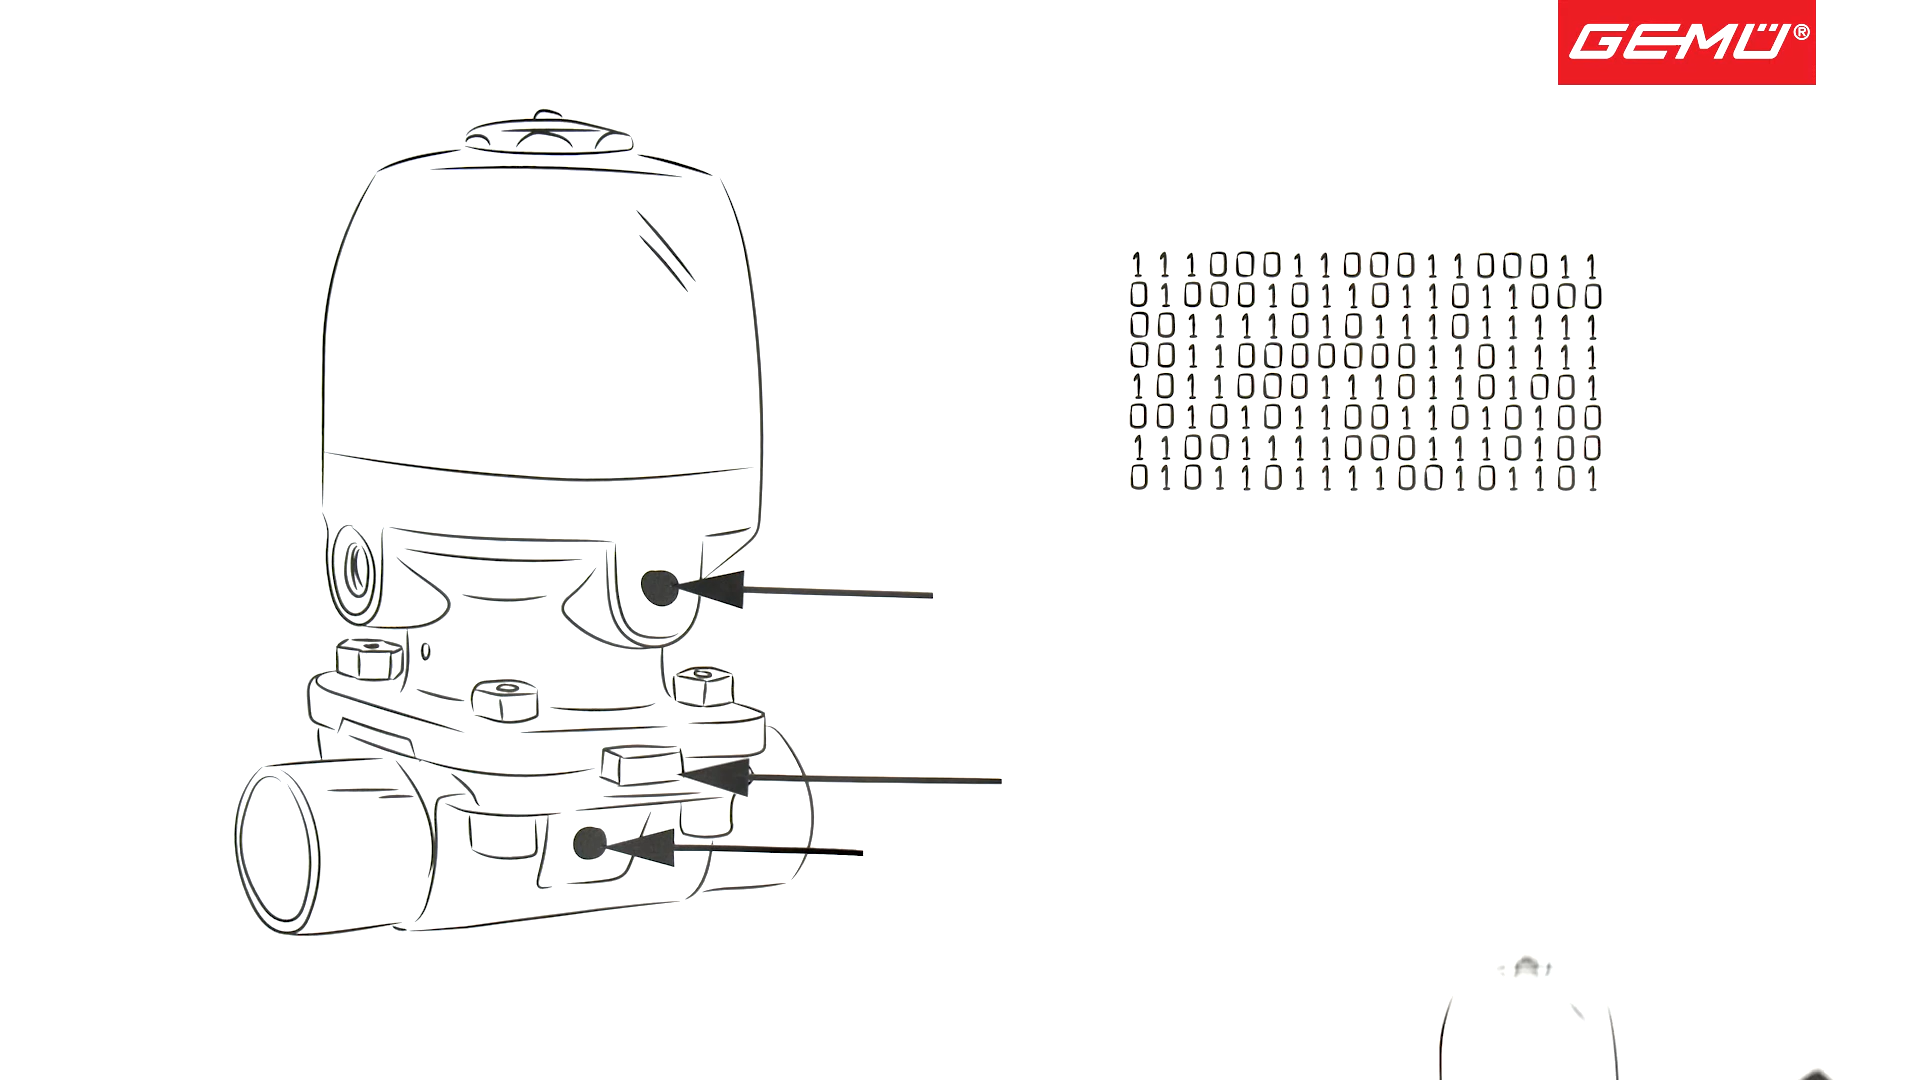 GEMÜ®
1 1 1 0 0 0 1 1 0 0 0 1 1 0 0 0 1 1
0 1 0 0 0 1 0 1 1 0 1 1 0 1 1 0 0 0
0 0 1 1 1 1 0 1 0 1 1 1 0 1 1 1 1 1
0 0 1 1 0 0 0 0 0 0 0 1 1 0 1 1 1 1
1 0 1 1 0 0 0 1 1 1 0 1 1 0 1 0 0 1
0 0 1 0 1 0 1 1 0 0 1 1 0 1 0 1 0 0
1 1 0 0 1 1 1 1 0 0 0 1 1 1 0 1 0 0
0 1 0 1 1 0 1 1 1 1 0 0 1 0 1 1 0 1